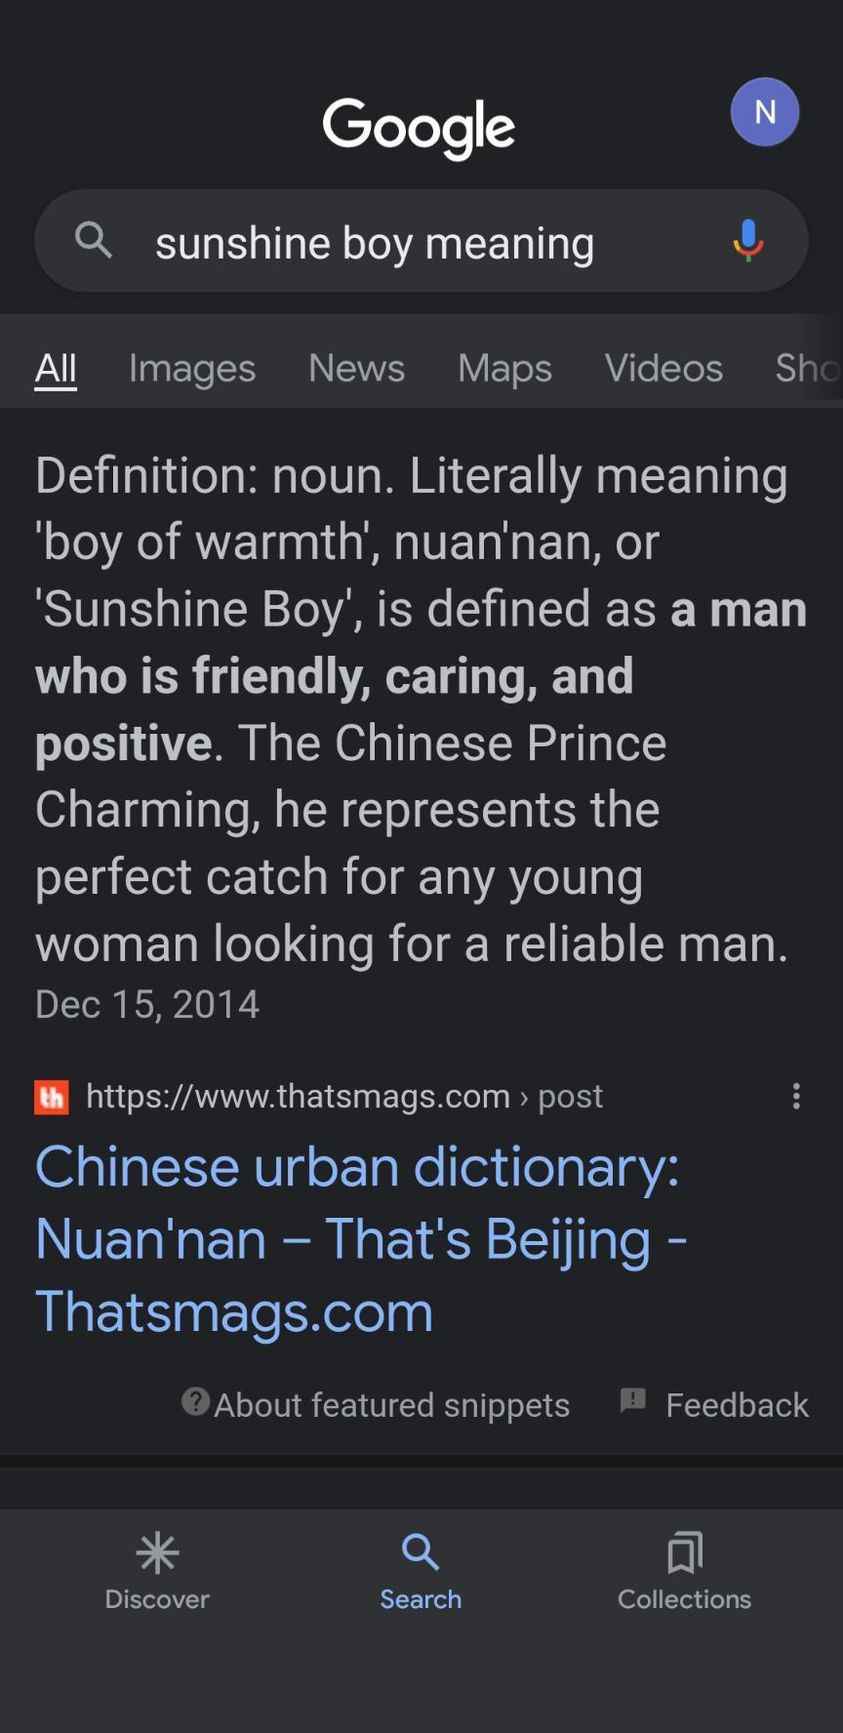 Google
N
sunshine boy meaning
All Images News Maps Videos Sho
Definition: noun. Literally meaning
'boy of warmth', nuan'nan, or
'Sunshine Boy', is defined as a man
who is friendly, caring, and
positive. The Chinese Prince
Charming, he represents the
perfect catch for any young
woman looking for a reliable man.
Dec 15, 2014
th https://www.thatsmags.com › post
Chinese urban dictionary:
Nuan'nan – That's Beijing -
Thatsmags.com
About featured snippets Feedback
Discover Search Collections